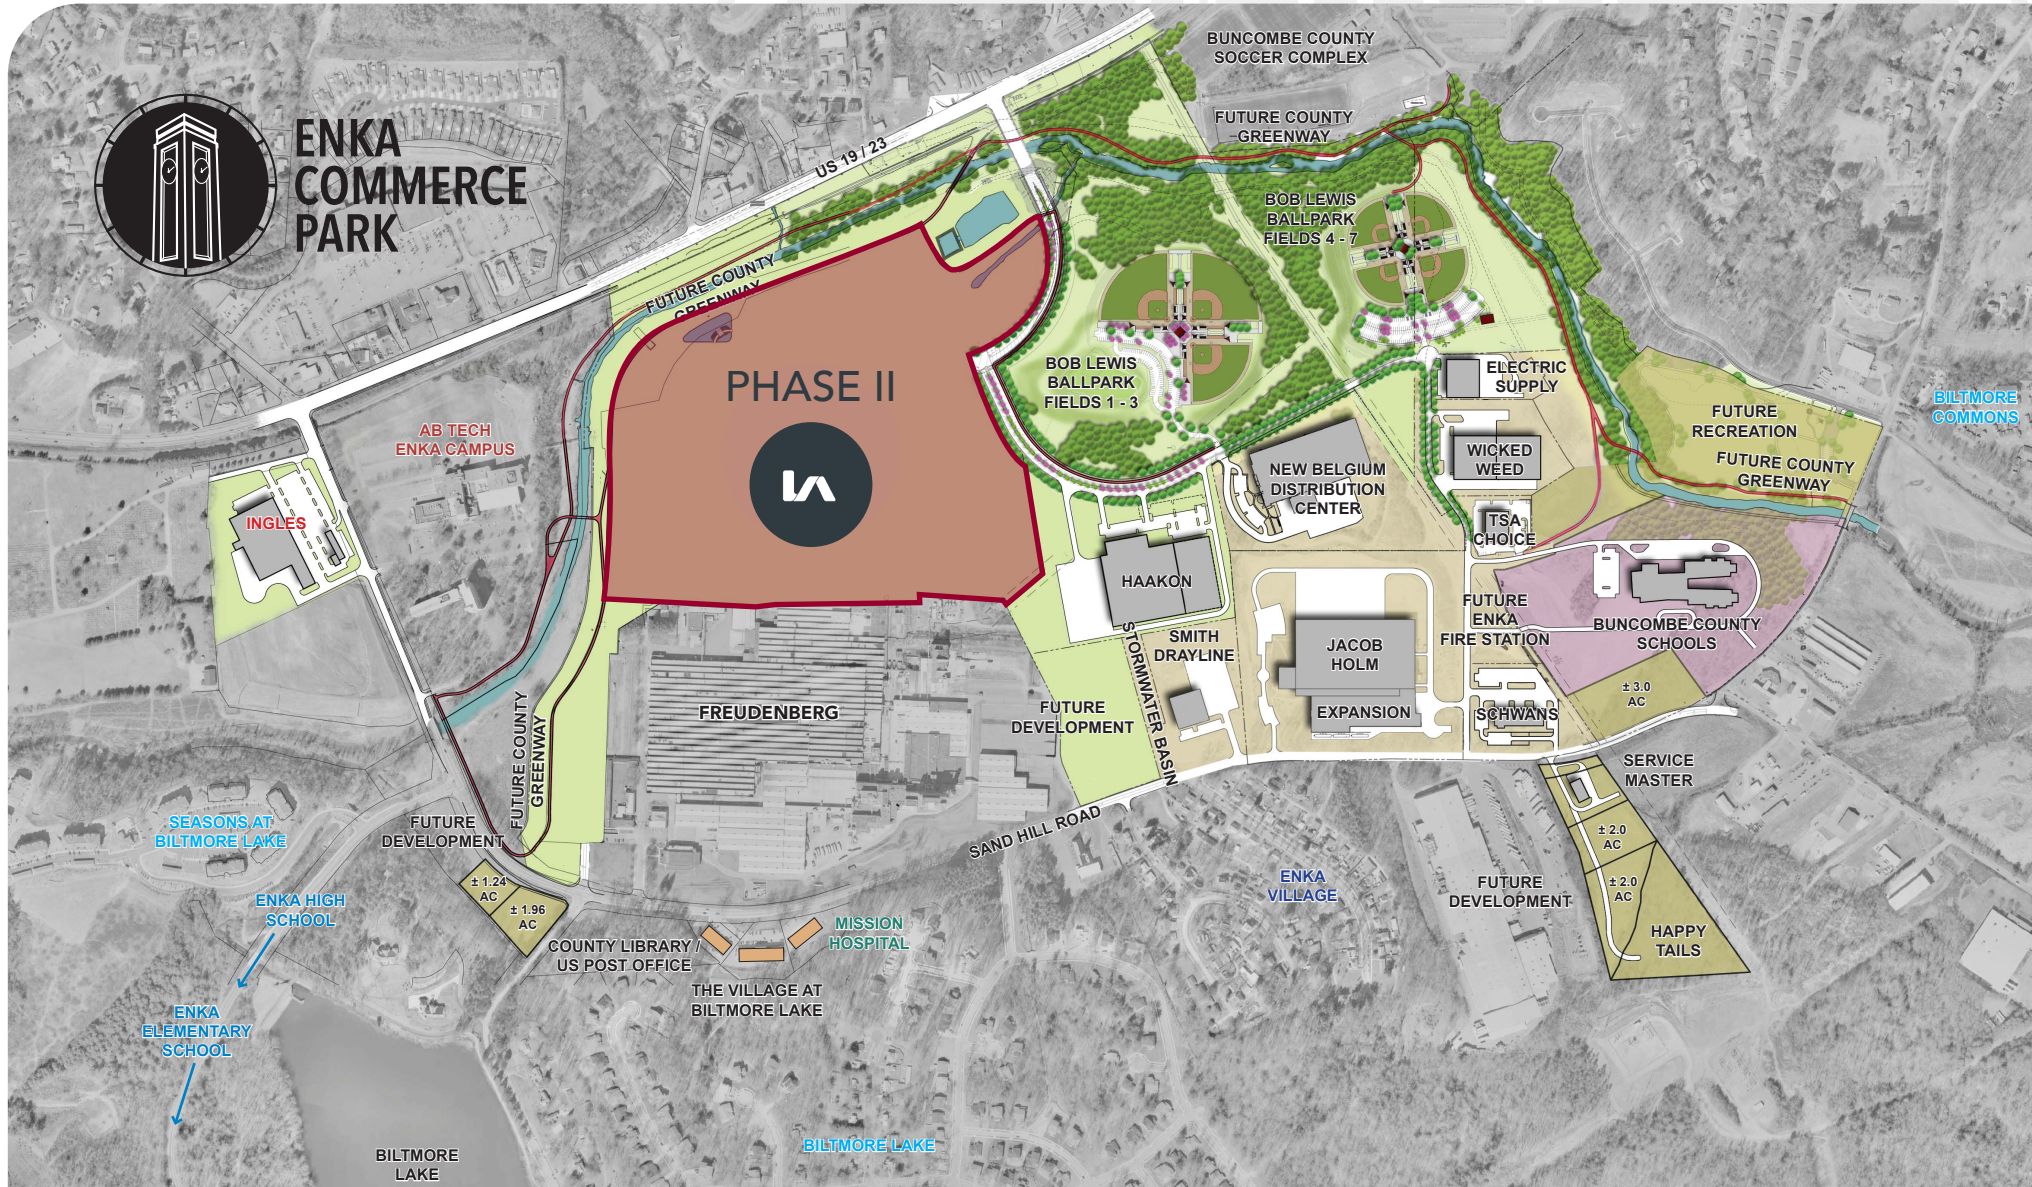 ENKA
COMMERCE
PARK
BUNCOMBE COUNTY
SOCCER COMPLEX
FUTURE COUNTY
GREENWAY
US 19 / 23
BOB LEWIS
BALLPARK
FIELDS 4 - 7
FUTURE COUNTY
GREENWAY
PHASE II
BOB LEWIS
BALLPARK
FIELDS 1 - 3
ELECTRIC
SUPPLY
BILTMORE
COMMONS
FUTURE
RECREATION
AB TECH
ENKA CAMPUS
WICKED
WEED
FUTURE COUNTY
GREENWAY
NEW BELGIUM
DISTRIBUTION
CENTER
INGLES
TSA
CHOICE
HAAKON
FUTURE
ENKA
FIRE STATION
BUNCOMBE COUNTY
SCHOOLS
SMITH
DRAYLINE
JACOB
HOLM
STORMWATER BASIN
± 3.0
AC
FREUDENBERG
FUTURE
DEVELOPMENT
EXPANSION
SCHWANS
FUTURE COUNTY
GREENWAY
SERVICE
MASTER
SEASONS AT
BILTMORE LAKE
FUTURE
DEVELOPMENT
SAND HILL ROAD
± 2.0
AC
± 1.24
AC
± 1.96
AC
ENKA
VILLAGE
FUTURE
DEVELOPMENT
± 2.0
AC
ENKA HIGH
SCHOOL
MISSION
HOSPITAL
HAPPY
TAILS
COUNTY LIBRARY /
US POST OFFICE
THE VILLAGE AT
BILTMORE LAKE
ENKA
ELEMENTARY
SCHOOL
BILTMORE LAKE
BILTMORE
LAKE